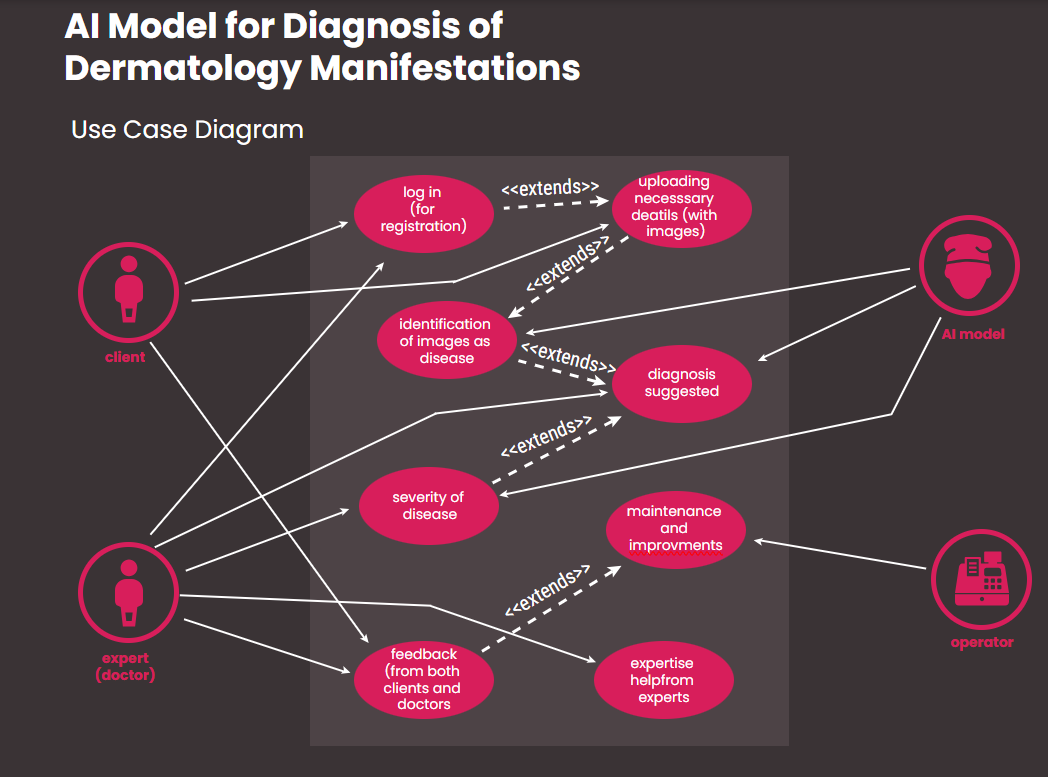 AI Model for Diagnosis of
Dermatology Manifestations
Use Case Diagram
log in
(for
registration)
<<extends>>
uploading
necesssary
deatils (with
images)
<<extends>>
client
AI model
identification
of images as
disease
<<extends>>
diagnosis
suggested
<<extends>>
severity of
disease
maintenance
and
improvments
<<extends>>
operator
expert
(doctor)
feedback
(from both
clients and
doctors
expertise
helpfrom
experts